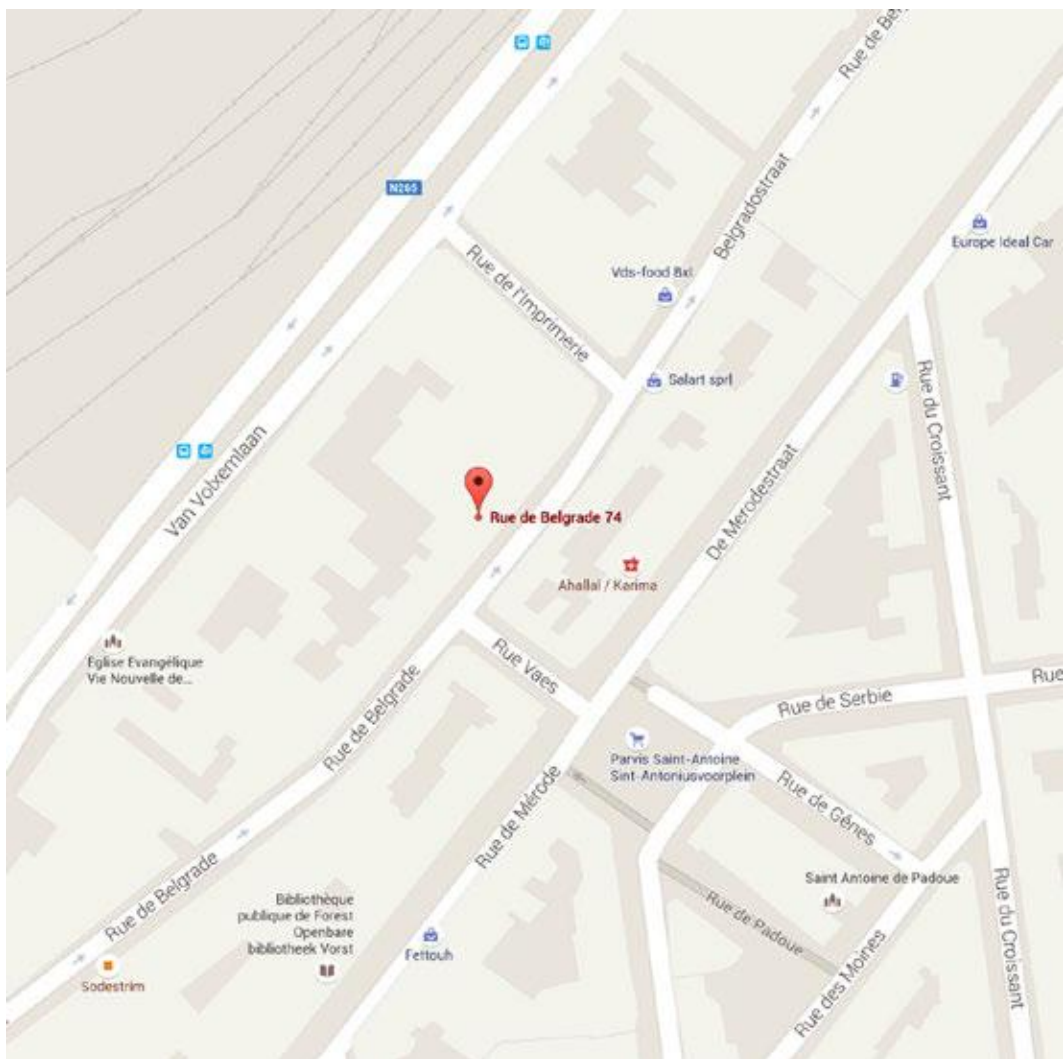 Rue de Bel
N265
Belgradostraat
Europe Ideal Car
Rue de l'Imprimerie
Vds-food Bxl
Salart sprl
Rue du Croissant
Van Volxemlaan
De Merodestraat
Rue de Belgrade 74
Ahallal / Karima
Eglise Evangélique
Vie Nouvelle de...
Rue Vaes
Rue de Belgrade
Rue de Serbie
Rue
Parvis Saint-Antoine
Sint-Antoniusvoorplein
Rue de Mérode
Rue de Gênes
Rue de Belgrade
Saint Antoine de Padoue
Bibliothèque
publique de Forest
Openbare
bibliotheek Vorst
Rue de Padoue
Rue du Croissant
Fettouh
Rue des Moines
Sodestrim